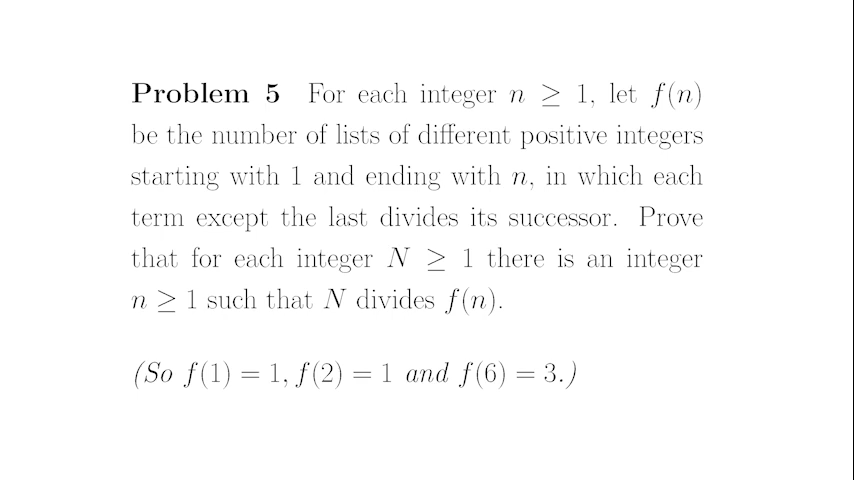 Problem 5 For each integer n ≥ 1, let f(n)
be the number of lists of different positive integers
starting with 1 and ending with n, in which each
term except the last divides its successor. Prove
that for each integer N ≥ 1 there is an integer
n ≥ 1 such that N divides f(n).
(So f(1) = 1, f(2) = 1 and f(6) = 3.)